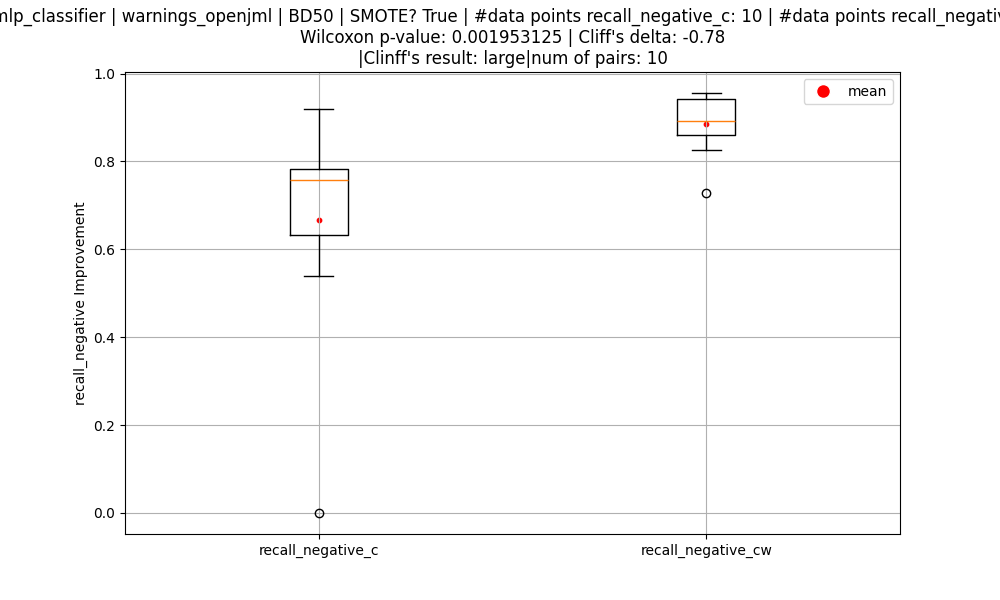 mlp_classifier | warnings_openjml | BD50 | SMOTE? True | #data points recall_negative_c: 10 | #data points
Wilcoxon p-value: 0.001953125 | Cliff's delta: -0.78
|Clinff's result: large|num of pairs: 10
1.0
mean
0.8
0.6
0.4
0.2
0.0
recall_negative Improvement
recall_negative_c
recall_negative_cw